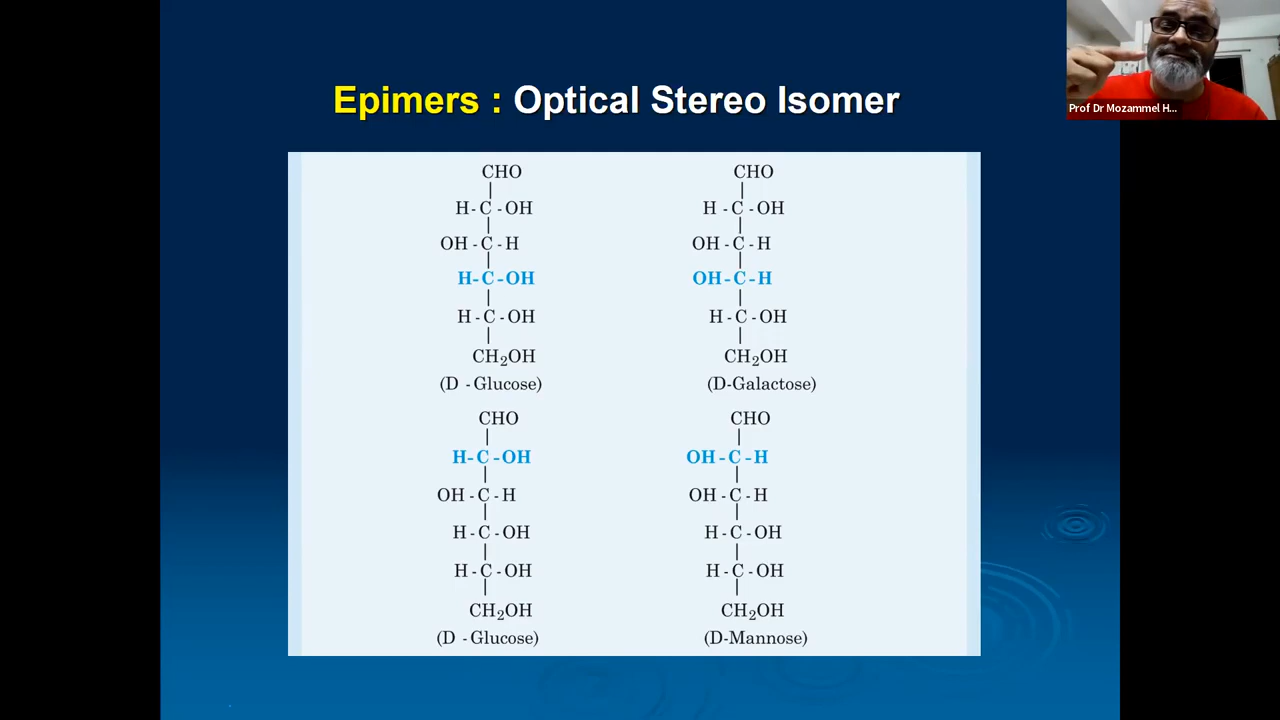 Epimers : Optical Stereo Isomer
Prof Dr Mozammel H...
CHO
H - C - OH
OH - C - H
H - C - OH
H - C - OH
CH2OH
(D - Glucose)
CHO
H - C - OH
OH - C - H
OH - C - H
H - C - OH
CH2OH
(D-Galactose)
CHO
H - C - OH
OH - C - H
H - C - OH
H - C - OH
CH2OH
(D - Glucose)
CHO
OH - C - H
OH - C - H
H - C - OH
H - C - OH
CH2OH
(D-Mannose)